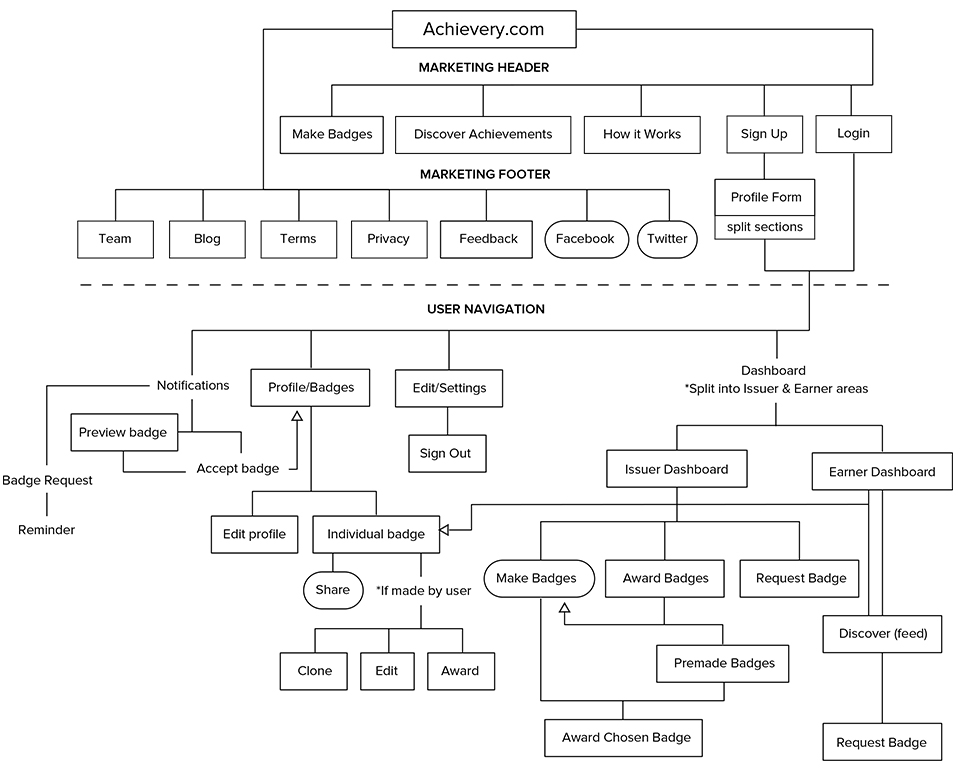 Achievery.com
MARKETING HEADER
Make Badges
Discover Achievements
How it Works
Sign Up
Login
MARKETING FOOTER
Profile Form
split sections
Team
Blog
Terms
Privacy
Feedback
Facebook
Twitter
USER NAVIGATION
Notifications
Profile/Badges
Edit/Settings
Dashboard
*Split into Issuer & Earner areas
Preview badge
Accept badge
Sign Out
Issuer Dashboard
Earner Dashboard
Badge Request
Reminder
Edit profile
Individual badge
Share
*If made by user
Make Badges
Award Badges
Request Badge
Discover (feed)
Clone
Edit
Award
Premade Badges
Award Chosen Badge
Request Badge